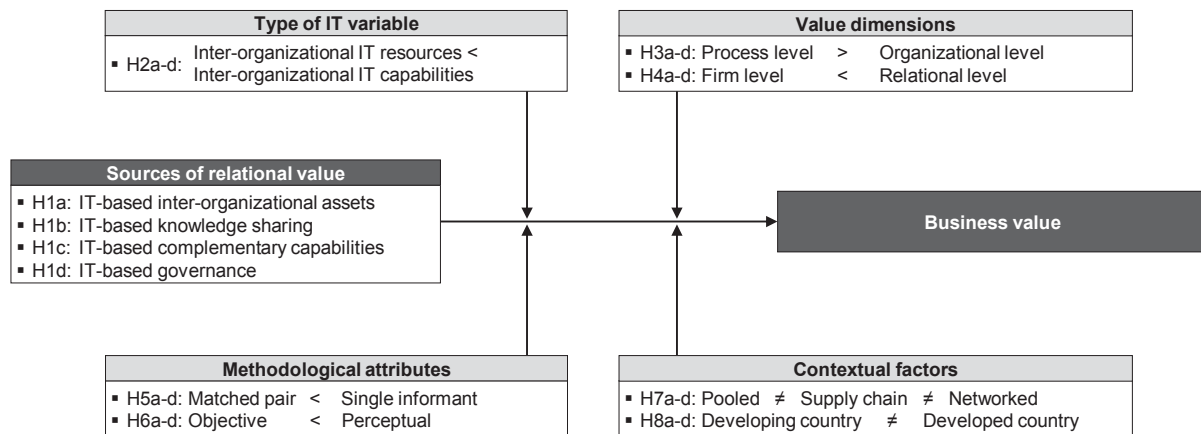 Type of IT variable
▪ H2a-d: Inter-organizational IT resources <
Inter-organizational IT capabilities
Value dimensions
▪ H3a-d: Process level > Organizational level
▪ H4a-d: Firm level < Relational level
Sources of relational value
▪ H1a: IT-based inter-organizational assets
▪ H1b: IT-based knowledge sharing
▪ H1c: IT-based complementary capabilities
▪ H1d: IT-based governance
Business value
Methodological attributes
▪ H5a-d: Matched pair < Single informant
▪ H6a-d: Objective < Perceptual
Contextual factors
▪ H7a-d: Pooled ≠ Supply chain ≠ Networked
▪ H8a-d: Developing country ≠ Developed country